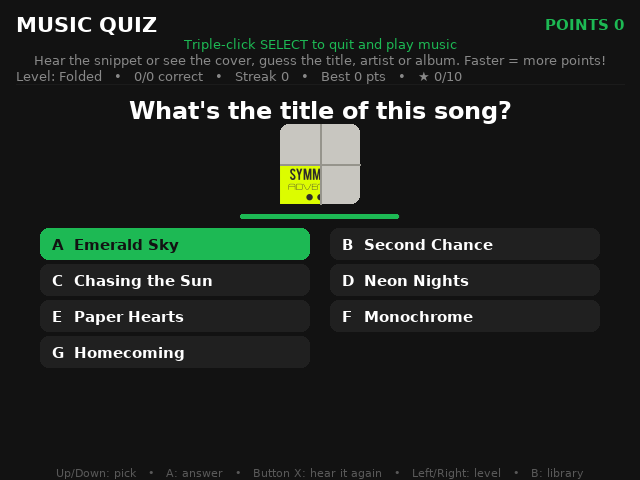 MUSIC QUIZ
POINTS 0
Triple-click SELECT to quit and play music
Hear the snippet or see the cover, guess the title, artist or album. Faster = more points!
Level: Folded • 0/0 correct • Streak 0 • Best 0 pts • ★ 0/10
What's the title of this song?
SYMM
A Emerald Sky
B Second Chance
C Chasing the Sun
D Neon Nights
E Paper Hearts
F Monochrome
G Homecoming
Up/Down: pick • A: answer • Button X: hear it again • Left/Right: level • B: library